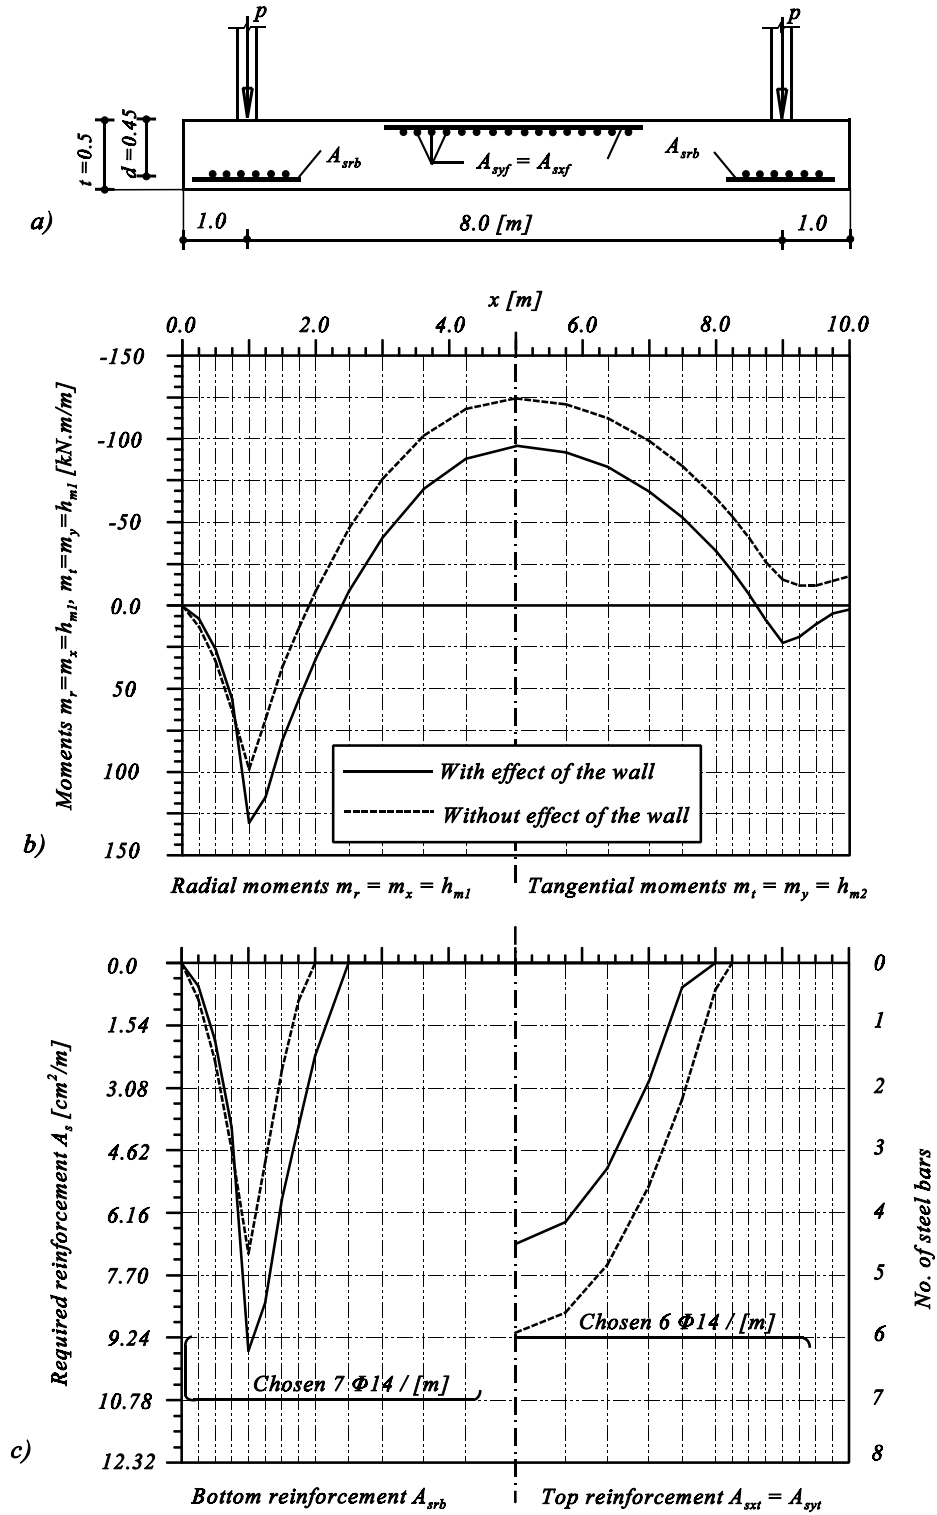 p p
t=0.5
d=0.45
A_srb A_syf = A_sxf A_srb
a)
1.0 8.0 [m] 1.0
x [m]
0.0 2.0 4.0 6.0 8.0 10.0
-150
-100
-50
0.0
50
100
150
Moments m_r=m_x=h_m1, m_t=m_y=h_m1 [kN.m/m]
With effect of the wall
Without effect of the wall
b)
Radial moments m_r = m_x = h_m1 Tangential moments m_t = m_y = h_m2
0.0 0
1.54 1
3.08 2
4.62 3
6.16 4
7.70 5
9.24 6
10.78 7
12.32 8
Required reinforcement A_s [cm²/m]
No. of steel bars
Chosen 6 Φ14 / [m]
Chosen 7 Φ14 / [m]
c)
Bottom reinforcement A_srb Top reinforcement A_sxt = A_syt